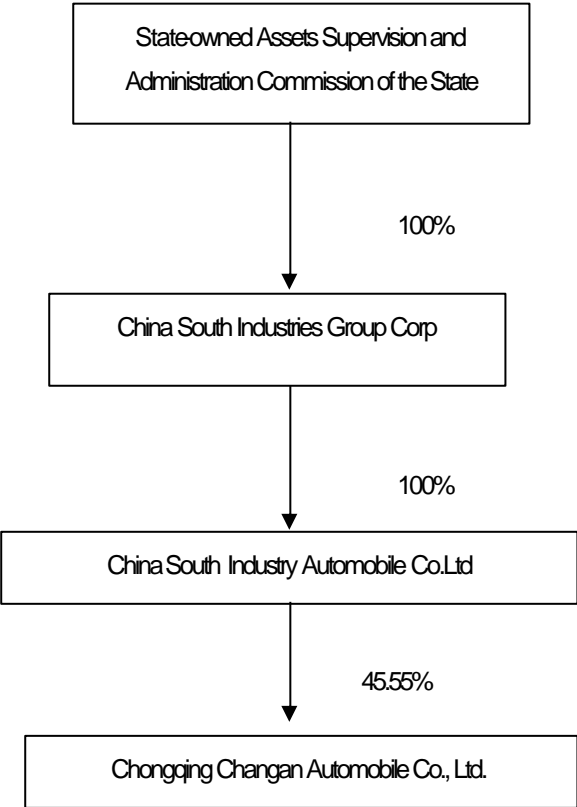 State-owned Assets Supervision and
Administration Commission of the State
100%
China South Industries Group Corp
100%
China South Industry Automobile Co.Ltd
45.55%
Chongqing Changan Automobile Co., Ltd.